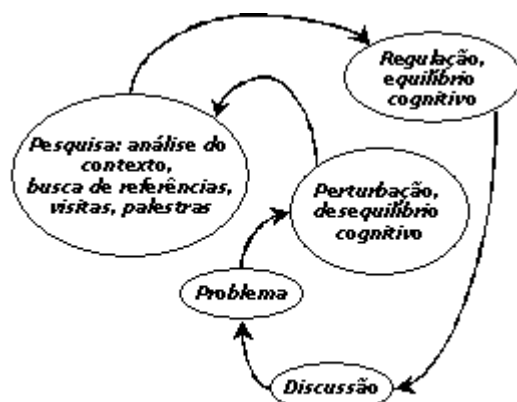 Regulação,
equilíbrio
cognitivo
Pesquisa: análise do
contexto,
busca de referências,
visitas, palestras
Perturbação,
desequilíbrio
cognitivo
Problema
Discussão